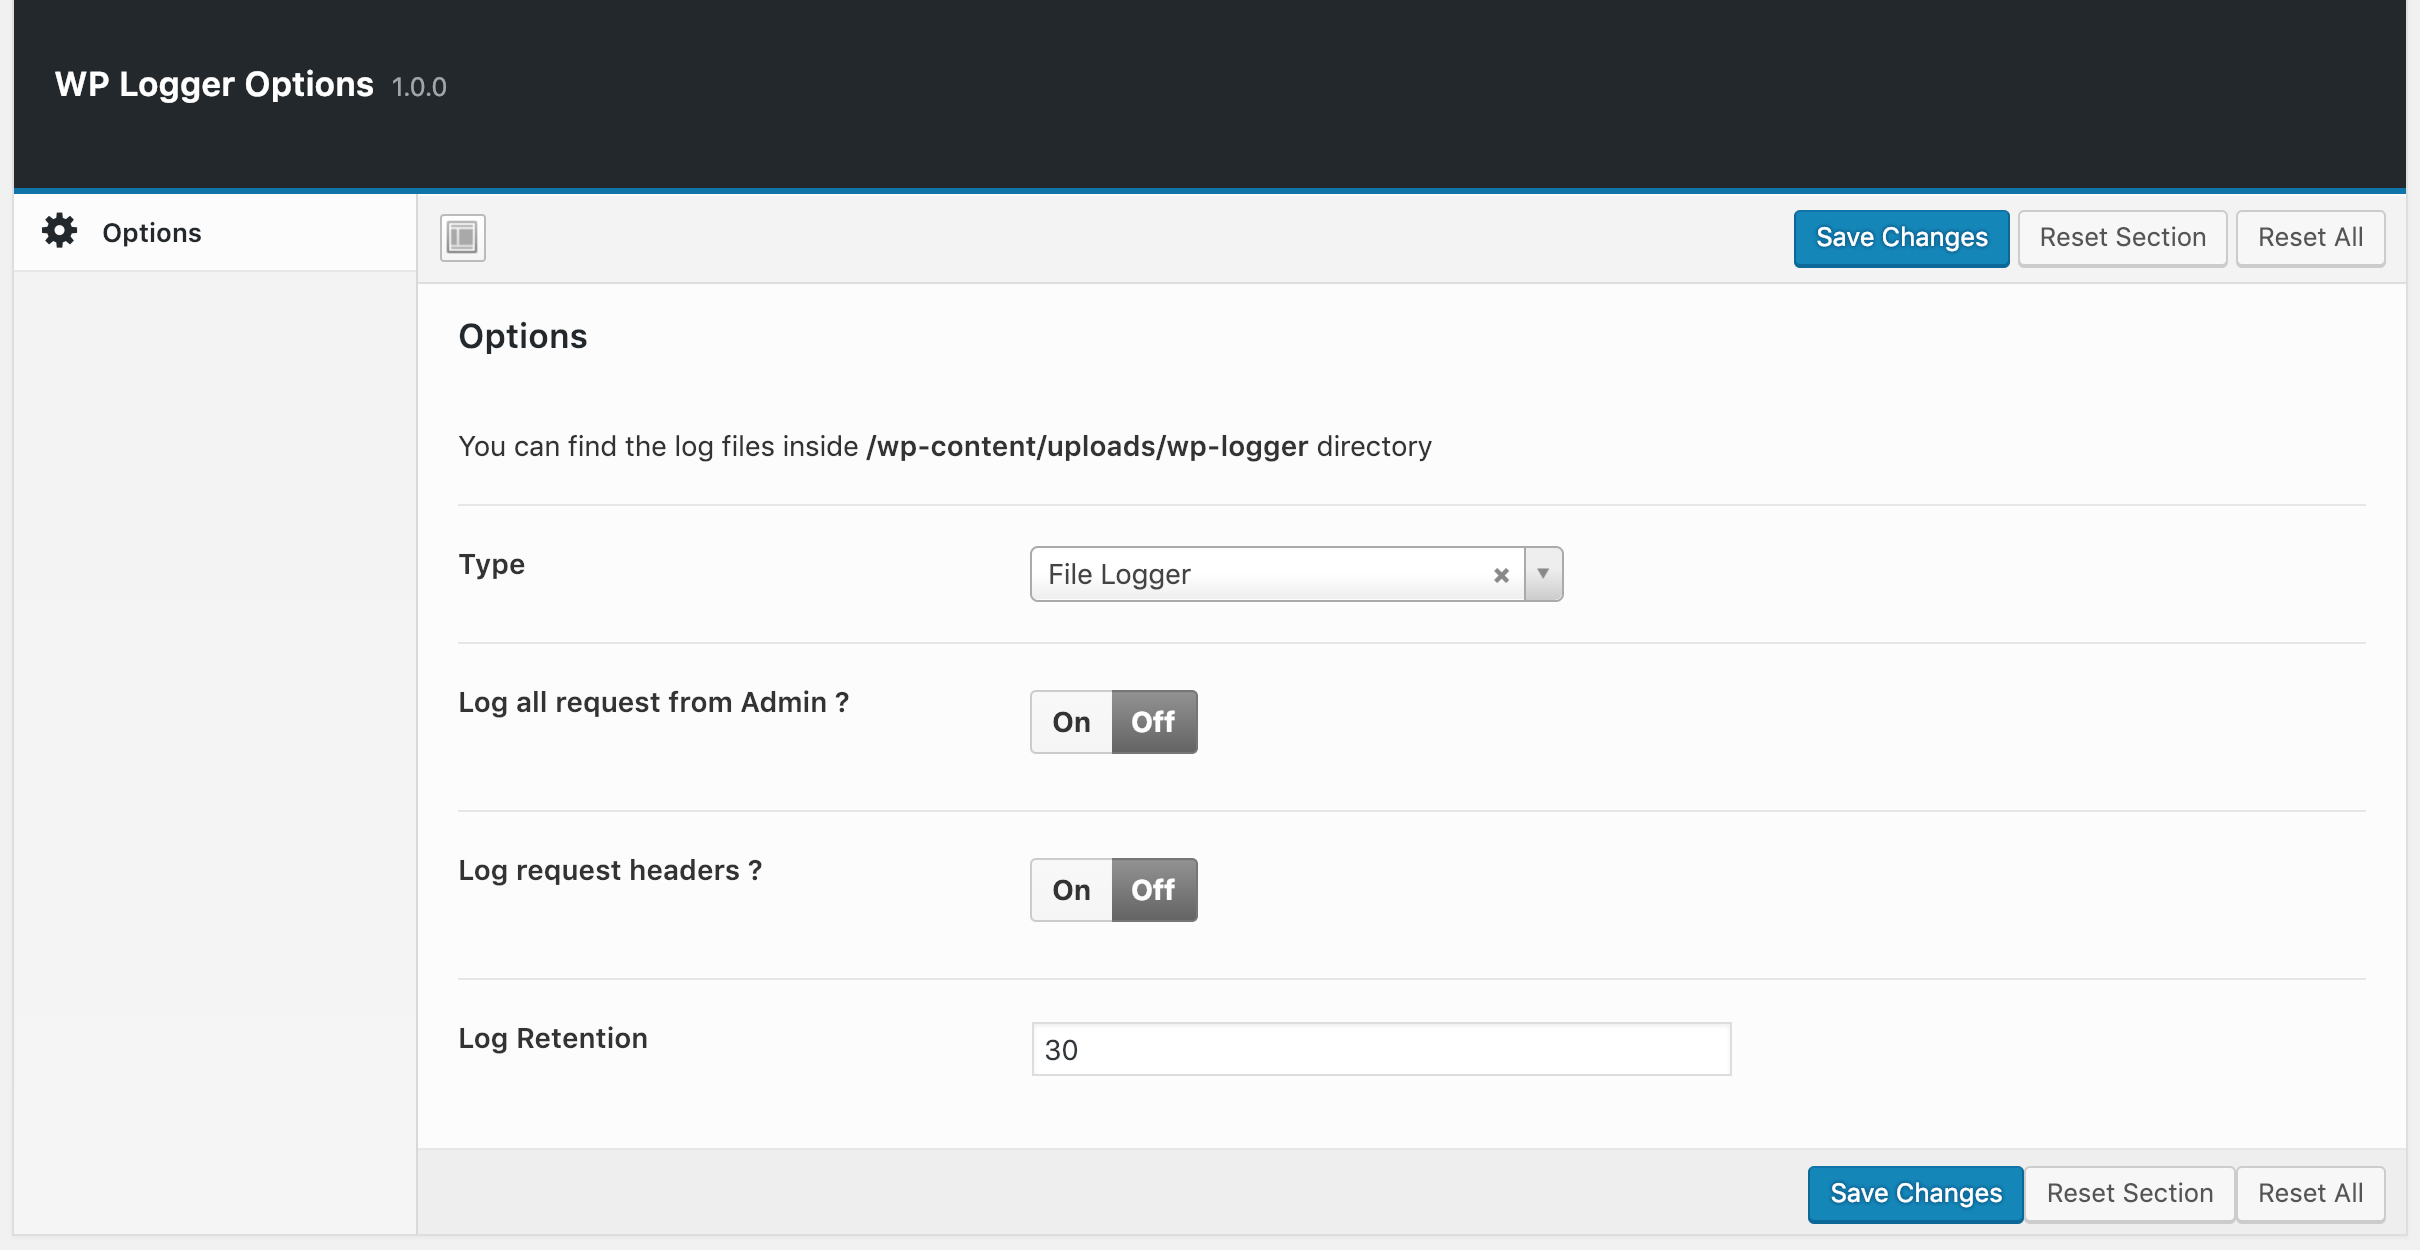 WP Logger Options 1.0.0
Options
Save Changes Reset Section Reset All
Options
You can find the log files inside /wp-content/uploads/wp-logger directory
Type
File Logger
Log all request from Admin ?
On Off
Log request headers ?
On Off
Log Retention
30
Save Changes Reset Section Reset All